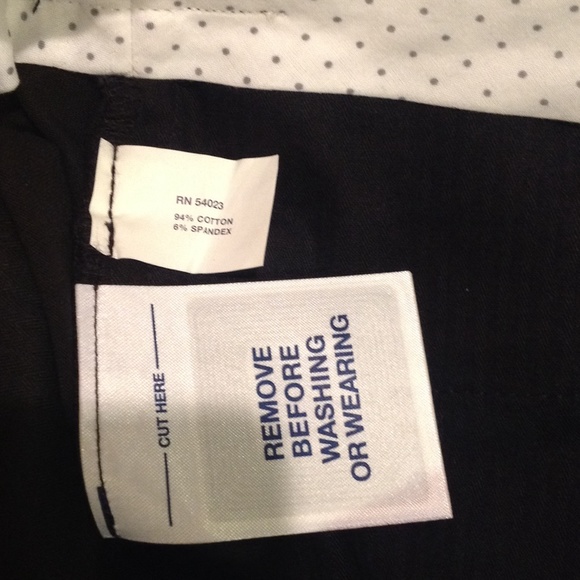 RN 54023
94% COTTON
6% SPANDEX
CUT HERE
REMOVE
BEFORE
WASHING
OR WEARING